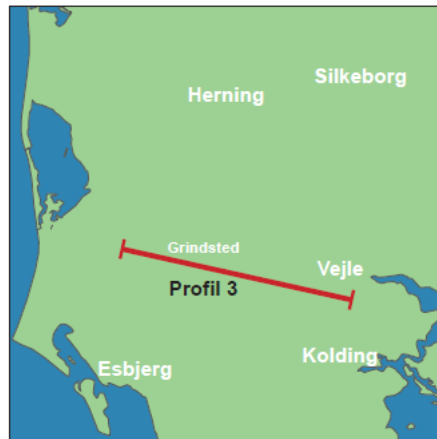 Silkeborg
Herning
Grindsted
Vejle
Profil 3
Kolding
Esbjerg